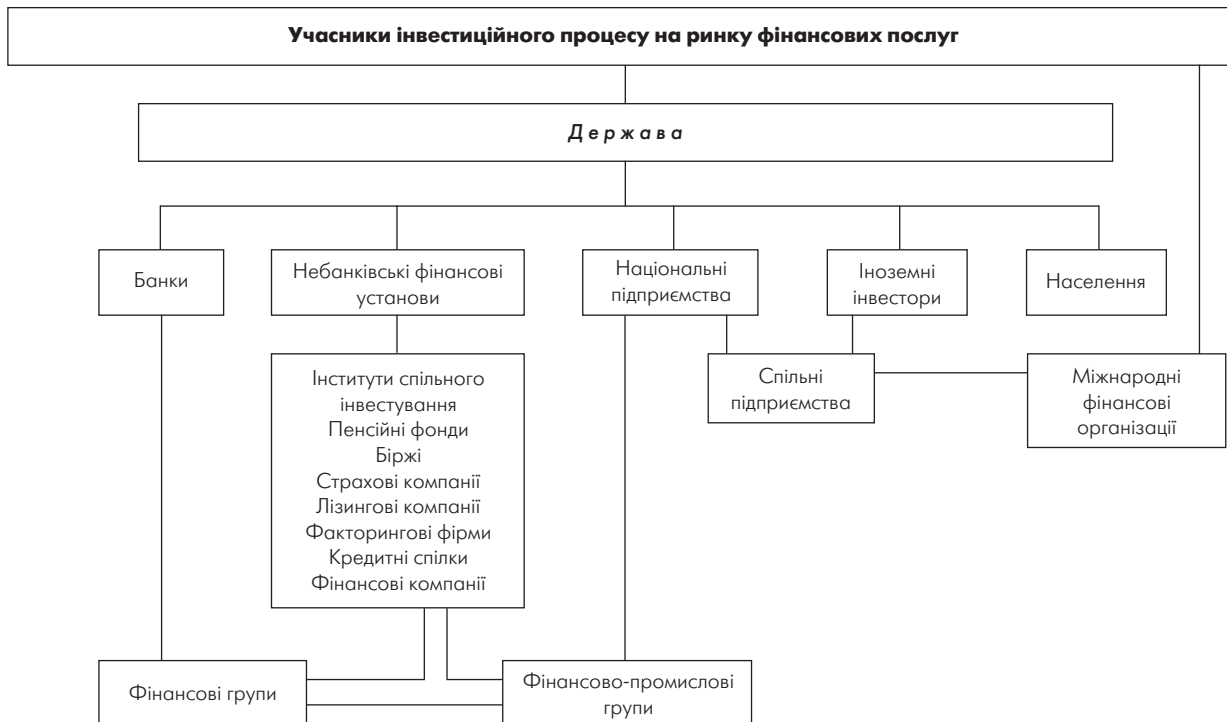 Учасники інвестиційного процесу на ринку фінансових послуг
Держава
Банки
Небанківські фінансові
установи
Національні
підприємства
Іноземні
інвестори
Населення
Інститути спільного
інвестування
Пенсійні фонди
Біржі
Страхові компанії
Лізингові компанії
Факторингові фірми
Кредитні спілки
Фінансові компанії
Спільні
підприємства
Міжнародні
фінансові
організації
Фінансові групи
Фінансово-промислові
групи